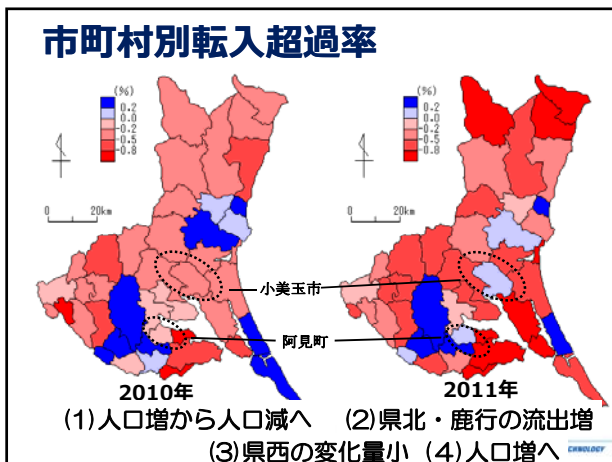 市町村別転入超過率
(%)
0.2
0.0
-0.2
-0.5
-0.8
0 20km
(%)
0.2
0.0
-0.2
-0.5
-0.8
0 20km
小美玉市
阿見町
2010年
2011年
(1)人口増から人口減へ (2)県北・鹿行の流出増
(3)県西の変化量小 (4)人口増へ
CHNOLOGY